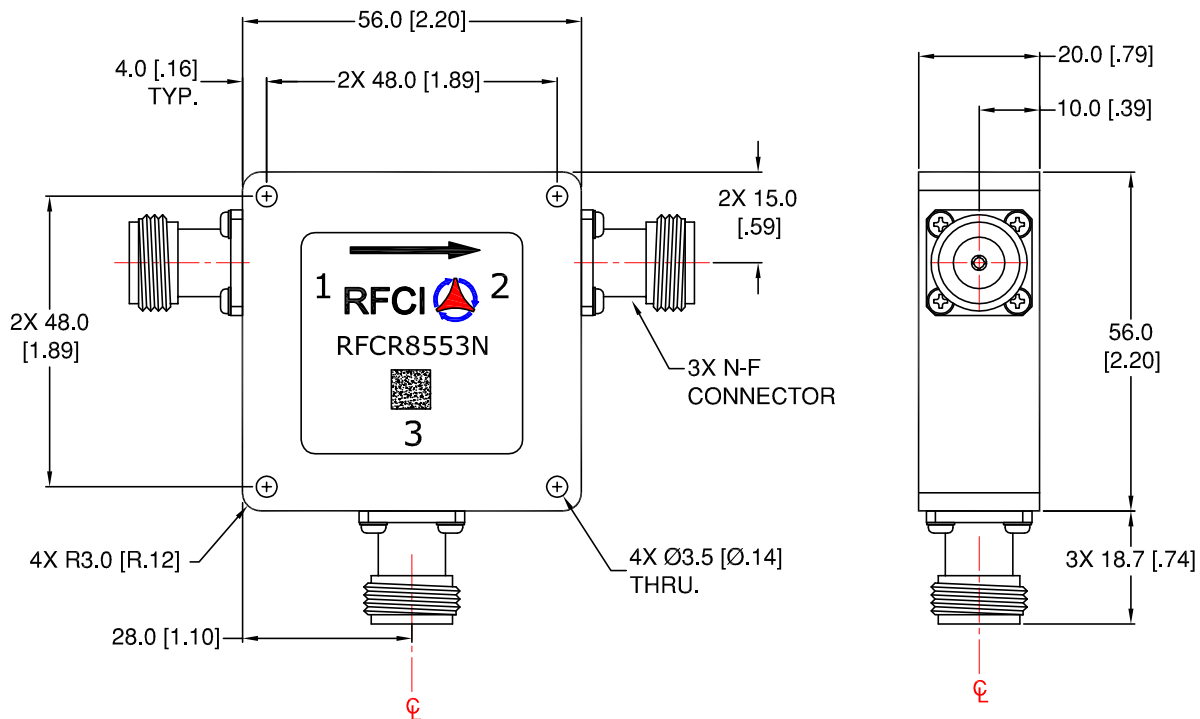 56.0 [2.20]
4.0 [.16]
TYP.
2X 48.0 [1.89]
20.0 [.79]
10.0 [.39]
2X 15.0
[.59]
2X 48.0
[1.89]
1
RFCI
2
RFCR8553N
3
3X N-F
CONNECTOR
56.0
[2.20]
4X R3.0 [R.12]
4X Ø3.5 [Ø.14]
THRU.
3X 18.7 [.74]
28.0 [1.10]
℄
℄